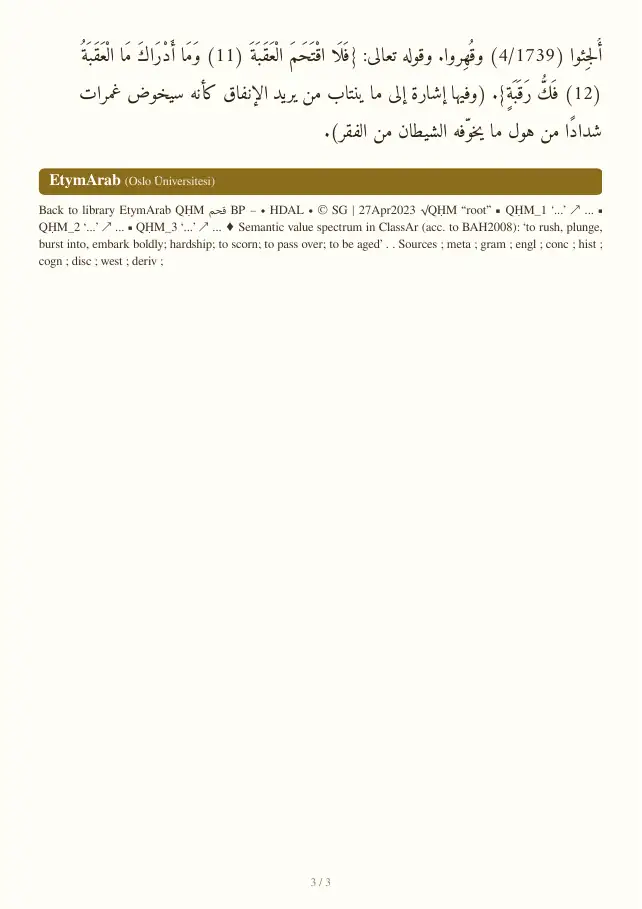 أُلجِئوا (4/1739) وقُهِروا. وقوله تعالى: {فَلَا اقْتَحَمَ الْعَقَبَةَ (11) وَمَا أَدْرَاكَ مَا الْعَقَبَةُ
(12) فَكُّ رَقَبَةٍ}. (وفيها إشارة إلى ما ينتاب من يريد الإنفاق كأنه سيخوض غمرات
شدادًا من هول ما يخوّفه الشيطان من الفقر).
EtymArab (Oslo Üniversitesi)
Back to library EtymArab QḤM قحم BP – • HDAL • © SG | 27Apr2023 √QḤM “root” ▪ QḤM_1 ‘...’ ↗ ... ▪
QḤM_2 ‘...’ ↗ ... ▪ QḤM_3 ‘...’ ↗ ... ♦ Semantic value spectrum in ClassAr (acc. to BAH2008): ‘to rush, plunge,
burst into, embark boldly; hardship; to scorn; to pass over; to be aged’ . . Sources ; meta ; gram ; engl ; conc ; hist ;
cogn ; disc ; west ; deriv ;
3 / 3